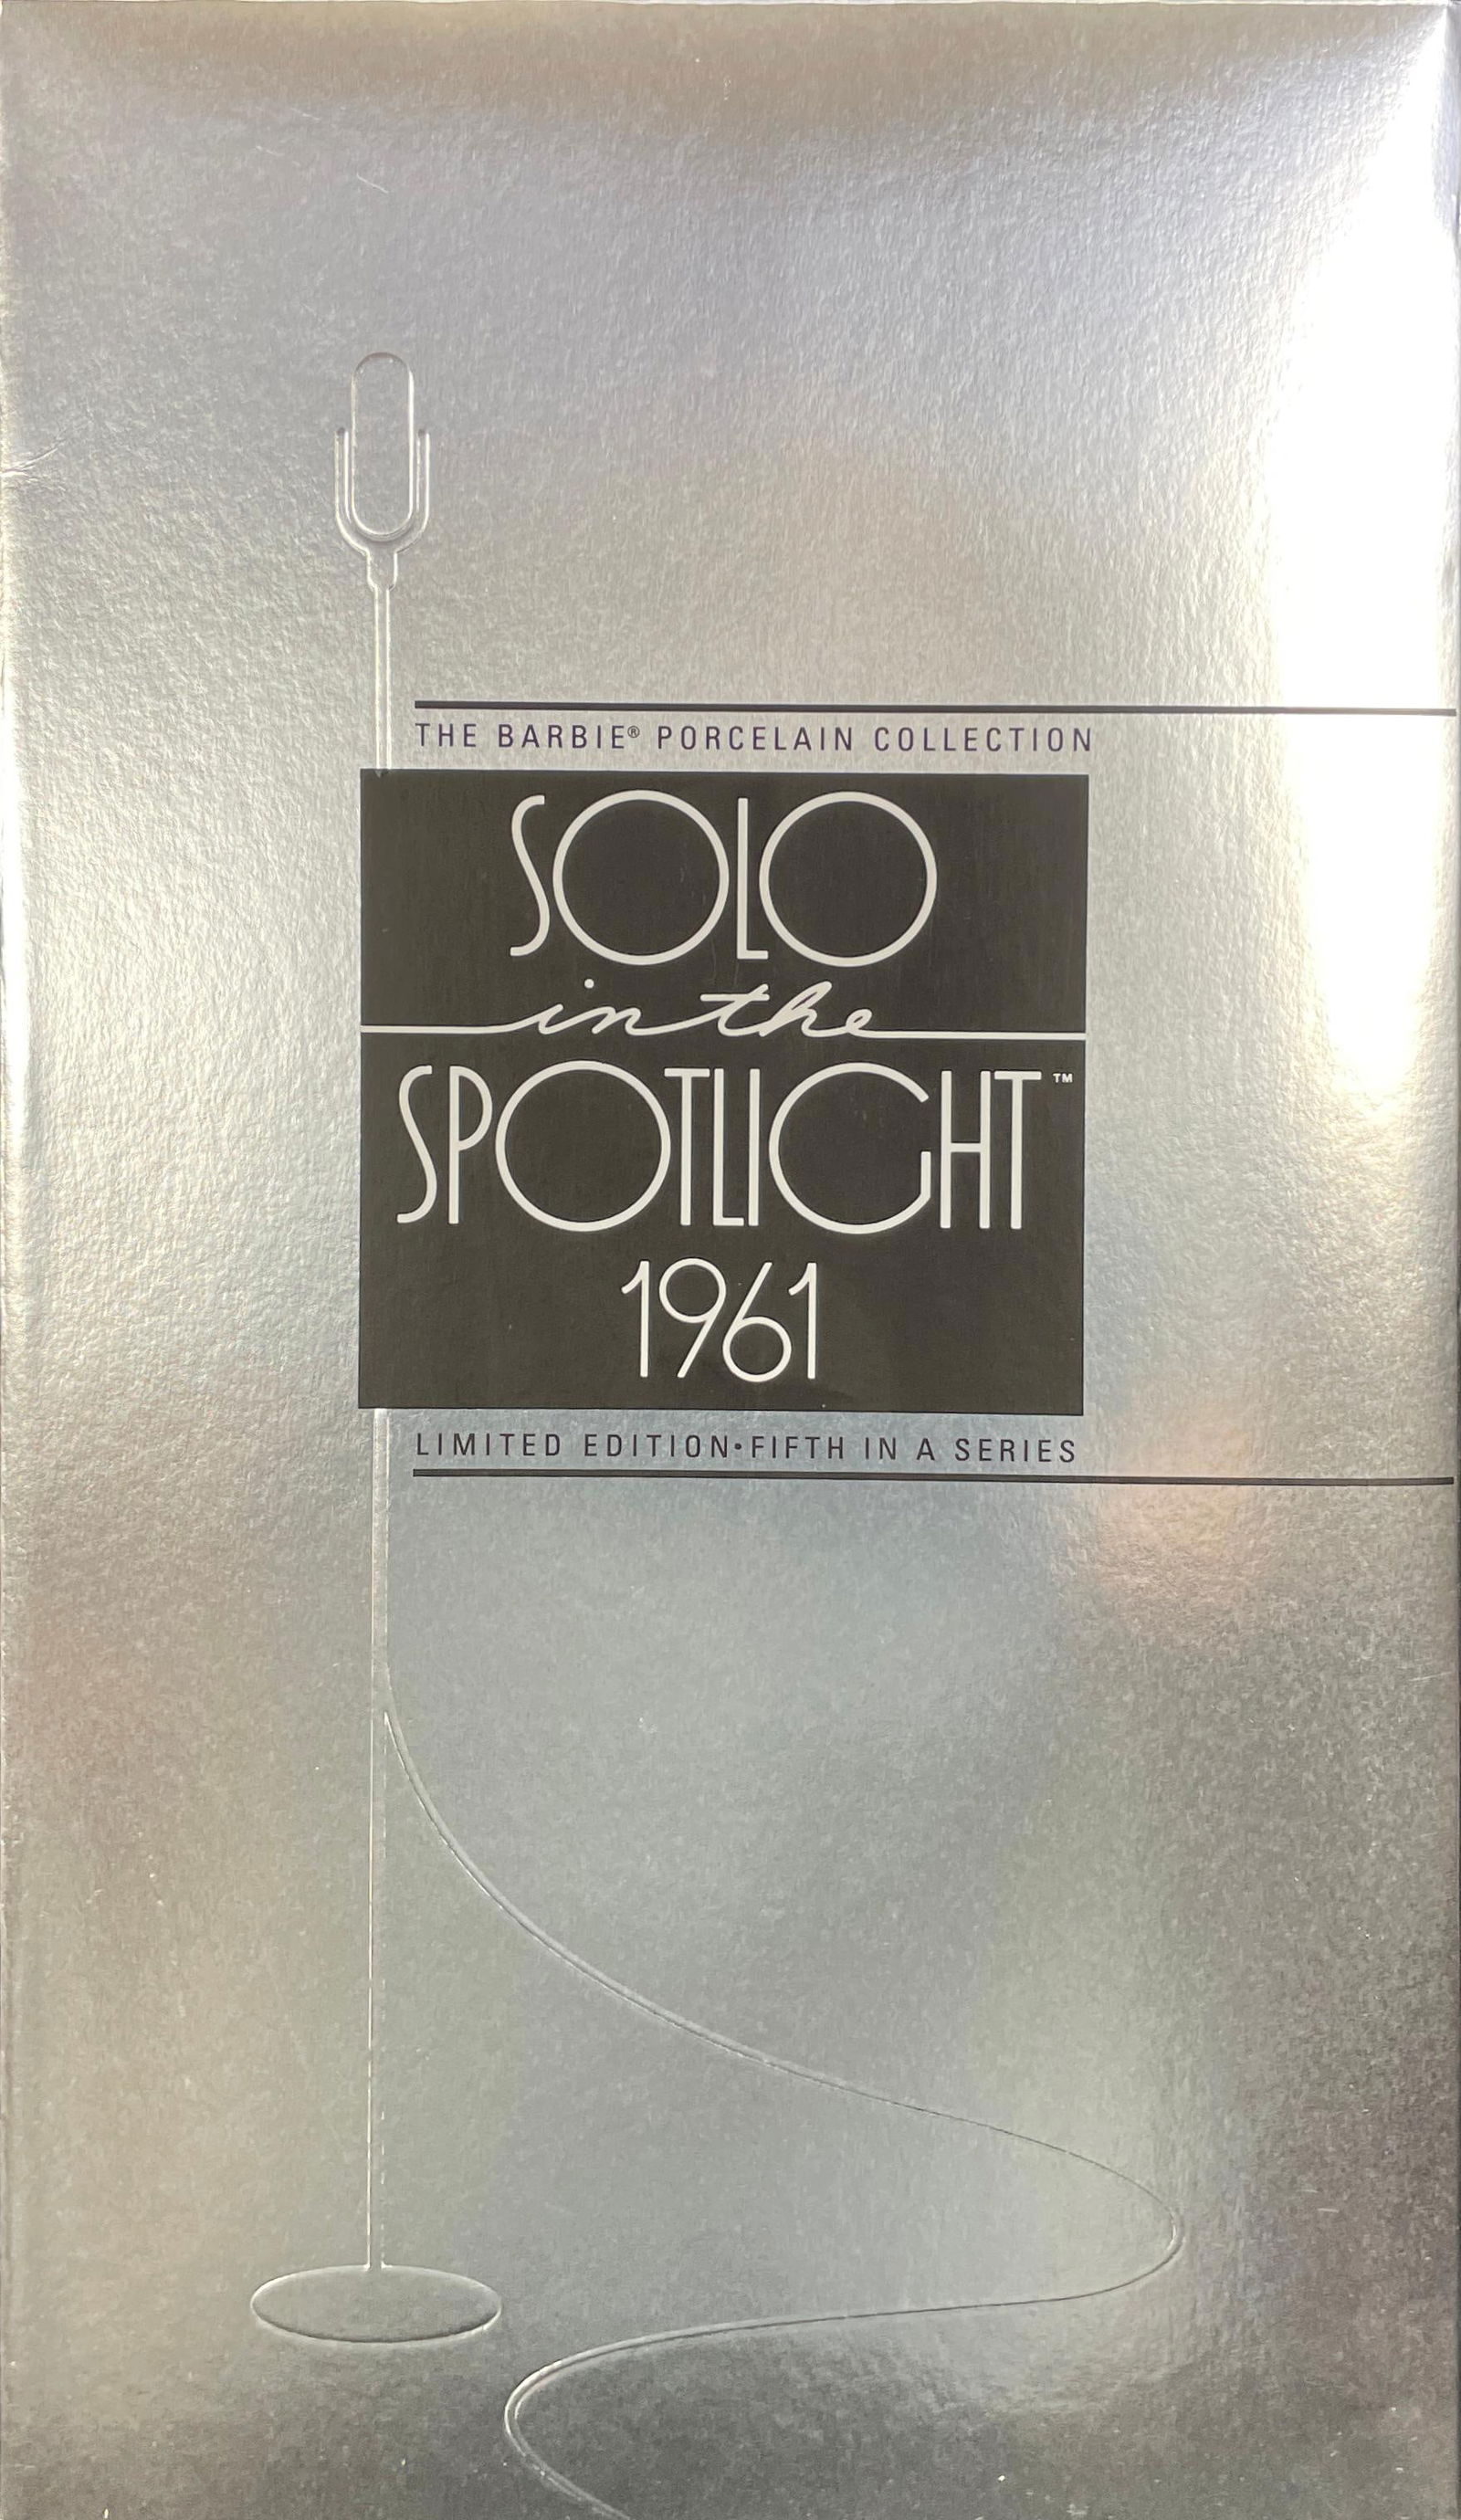 THE BARBIE® PORCELAIN COLLECTION
SOLO
in the
SPOTLIGHT™
1961
LIMITED EDITION•FIFTH IN A SERIES